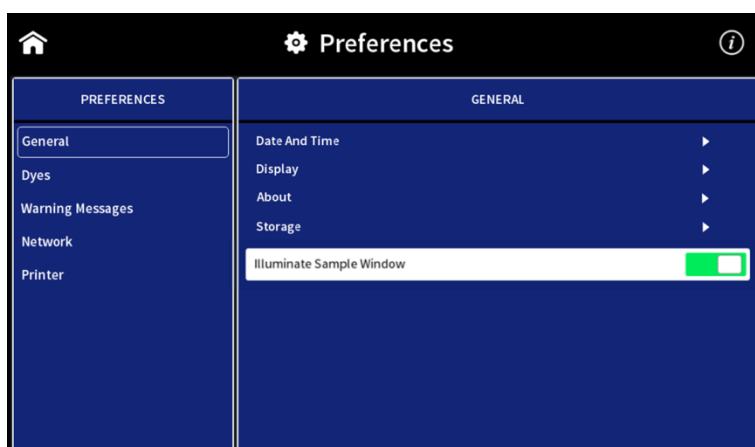 Preferences
i
PREFERENCES
General
Dyes
Warning Messages
Network
Printer
GENERAL
Date And Time
Display
About
Storage
Illuminate Sample Window